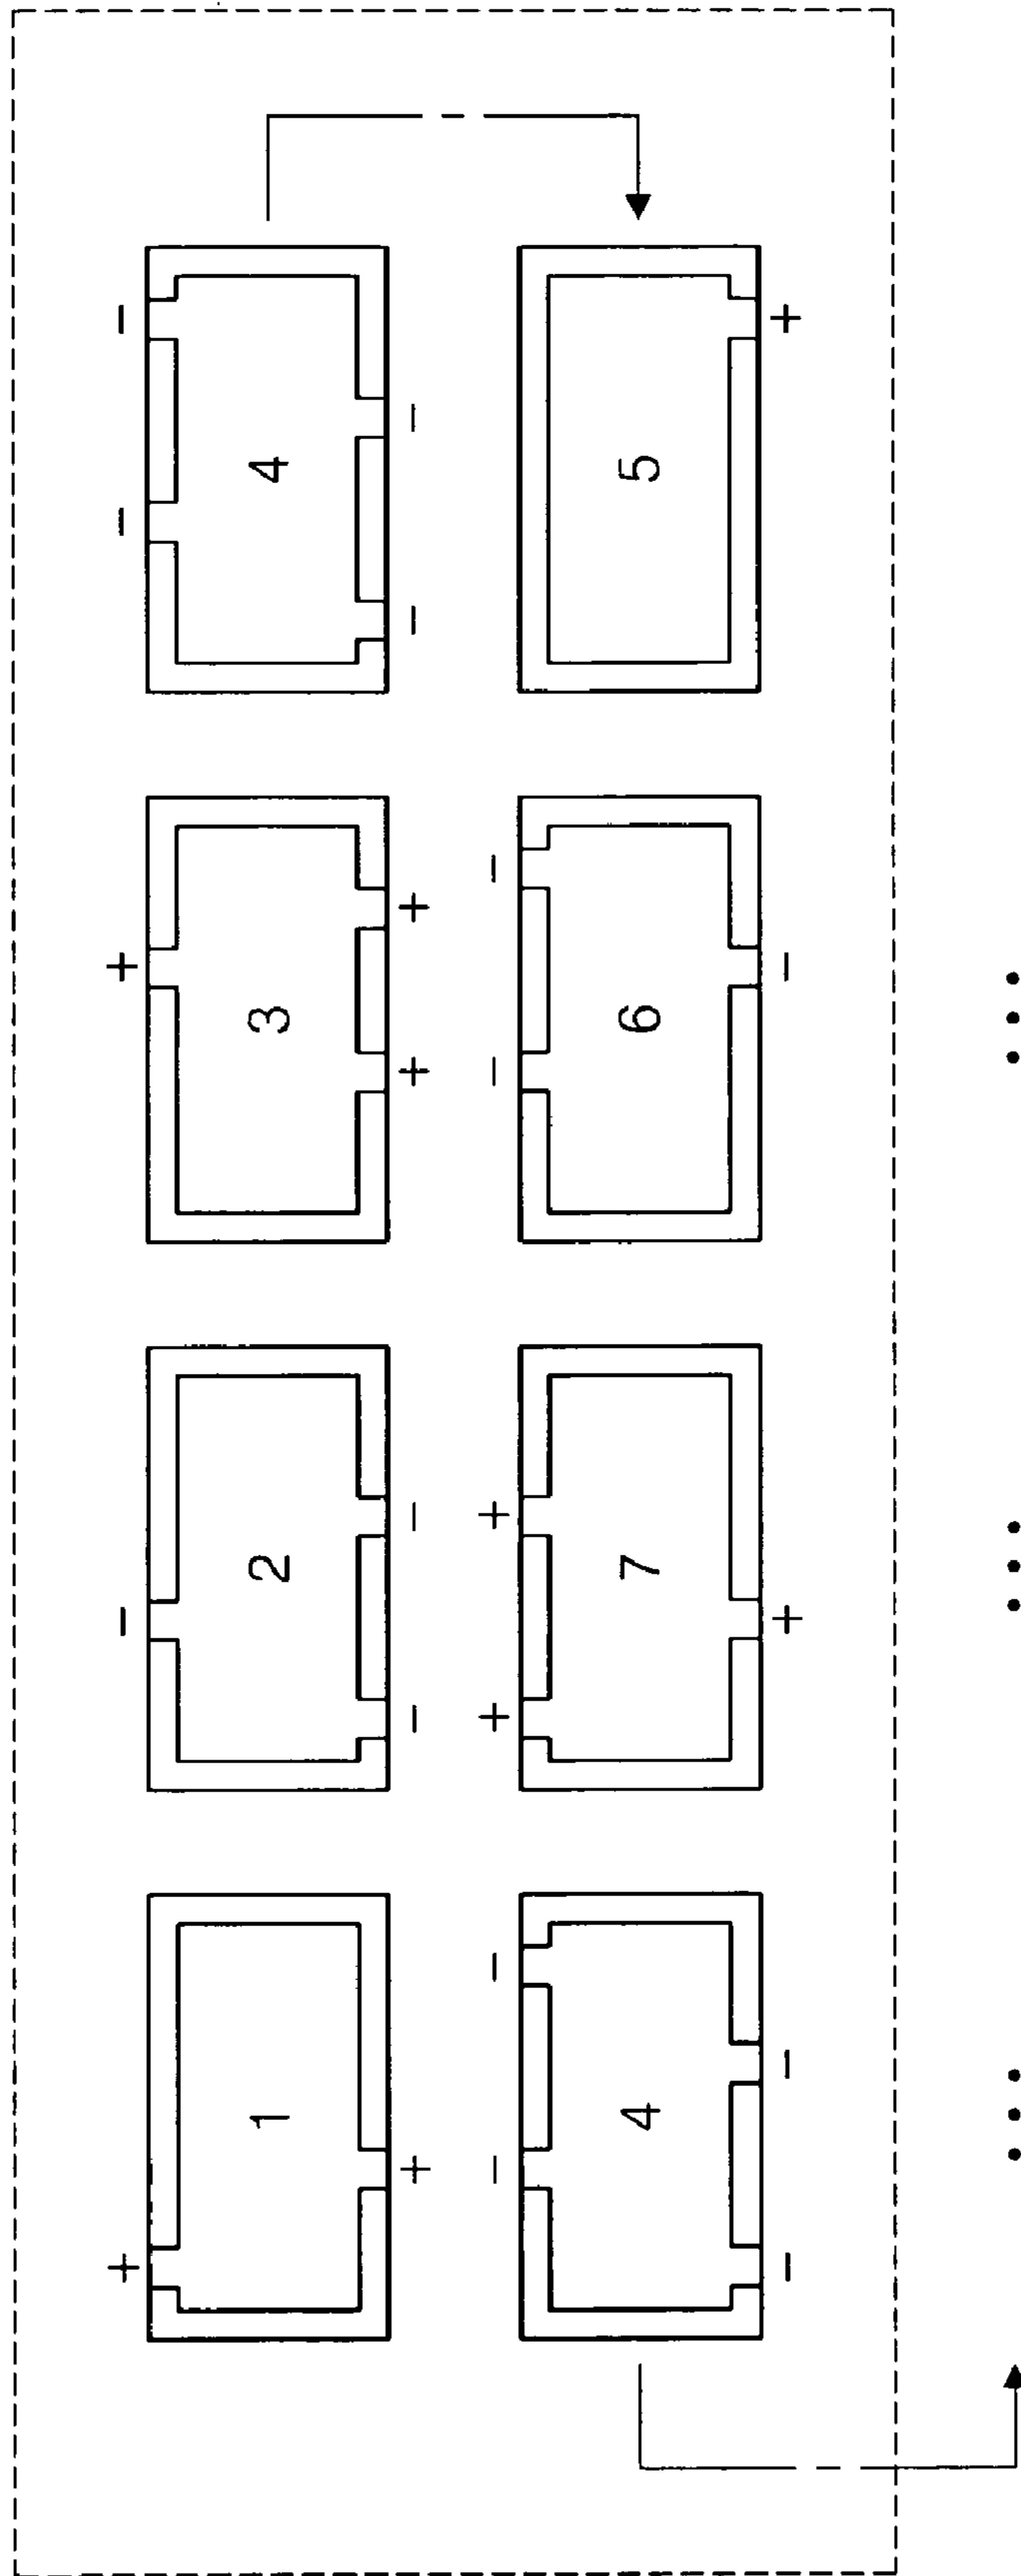 + − + − −
1 2 3 4
+ − − + + − −
− − + + − −
4 7 6 5
− − + − +
... ... ...